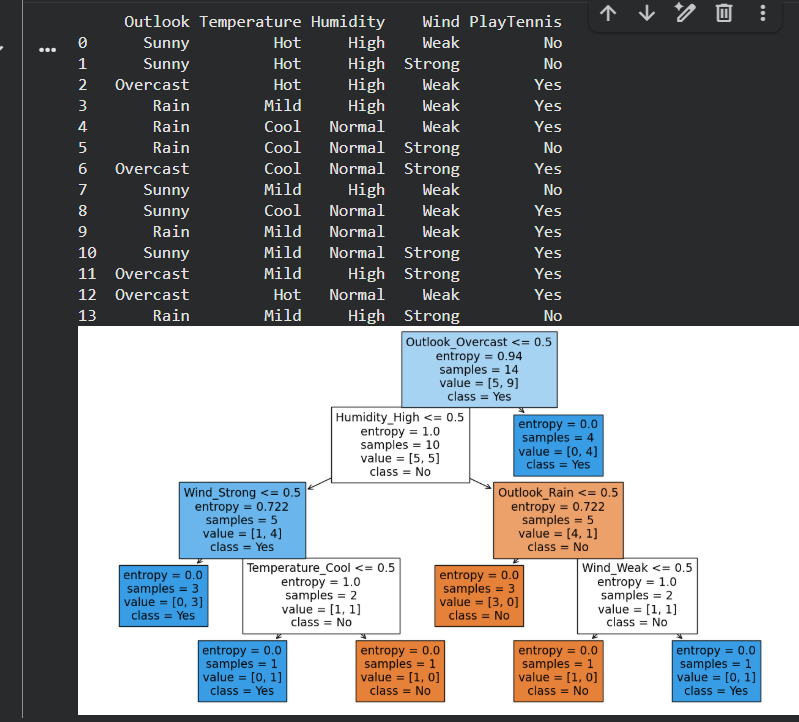 Outlook Temperature Humidity Wind PlayTennis
0 Sunny Hot High Weak No
1 Sunny Hot High Strong No
2 Overcast Hot High Weak Yes
3 Rain Mild High Weak Yes
4 Rain Cool Normal Weak Yes
5 Rain Cool Normal Strong No
6 Overcast Cool Normal Strong Yes
7 Sunny Mild High Weak No
8 Sunny Cool Normal Weak Yes
9 Rain Mild Normal Weak Yes
10 Sunny Mild Normal Strong Yes
11 Overcast Mild High Strong Yes
12 Overcast Hot Normal Weak Yes
13 Rain Mild High Strong No
Outlook_Overcast <= 0.5
entropy = 0.94
samples = 14
value = [5, 9]
class = Yes
Humidity_High <= 0.5
entropy = 1.0
samples = 10
value = [5, 5]
class = No
entropy = 0.0
samples = 4
value = [0, 4]
class = Yes
Wind_Strong <= 0.5
entropy = 0.722
samples = 5
value = [1, 4]
class = Yes
Outlook_Rain <= 0.5
entropy = 0.722
samples = 5
value = [4, 1]
class = No
entropy = 0.0
samples = 3
value = [0, 3]
class = Yes
Temperature_Cool <= 0.5
entropy = 1.0
samples = 2
value = [1, 1]
class = No
entropy = 0.0
samples = 3
value = [3, 0]
class = No
Wind_Weak <= 0.5
entropy = 1.0
samples = 2
value = [1, 1]
class = No
entropy = 0.0
samples = 1
value = [0, 1]
class = Yes
entropy = 0.0
samples = 1
value = [1, 0]
class = No
entropy = 0.0
samples = 1
value = [1, 0]
class = No
entropy = 0.0
samples = 1
value = [0, 1]
class = Yes